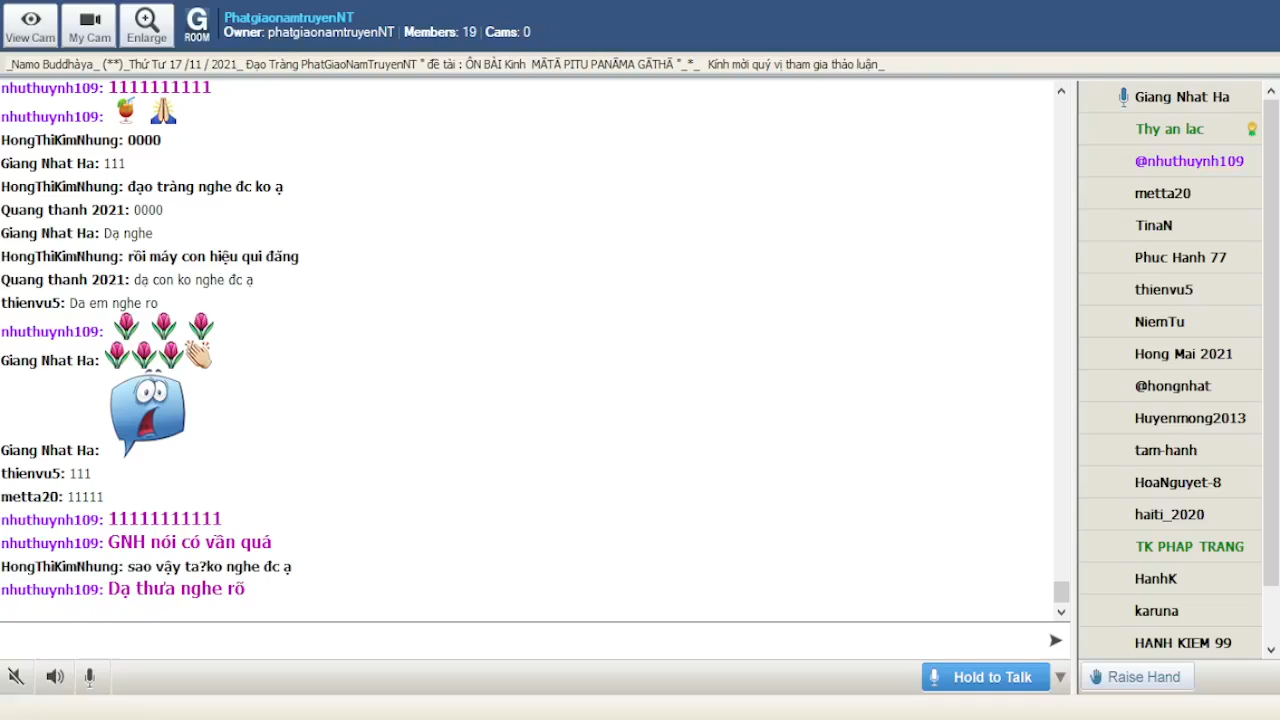 View Cam
My Cam
Enlarge
G
ROOM
PhatgiaonamtruyenNT
Owner: phatgiaonamtruyenNT | Members: 19 | Cams: 0
_Namo Buddhàya_ (**)_Thứ Tư 17 /11 / 2021_ Đạo Tràng PhatGiaoNamTruyenNT " đề tài : ÔN BÀI Kinh MĀTĀ PITU PANĀMA GĀTHĀ "_*_ Kính mời quý vị tham gia thảo luận_
nhuthuynh109: 1111111111
nhuthuynh109:
HongThiKimNhung: 0000
Giang Nhat Ha: 111
HongThiKimNhung: đạo tràng nghe đc ko ạ
Quang thanh 2021: 0000
Giang Nhat Ha: Dạ nghe
HongThiKimNhung: rồi máy con hiệu qui đăng
Quang thanh 2021: dạ con ko nghe đc ạ
thienvu5: Da em nghe ro
nhuthuynh109:
Giang Nhat Ha:
Giang Nhat Ha:
thienvu5: 111
metta20: 11111
nhuthuynh109: 11111111111
nhuthuynh109: GNH nói có vần quá
HongThiKimNhung: sao vậy ta?ko nghe đc ạ
nhuthuynh109: Dạ thưa nghe rõ
Hold to Talk
Giang Nhat Ha
Thy an lac
@nhuthuynh109
metta20
TinaN
Phuc Hanh 77
thienvu5
NiemTu
Hong Mai 2021
@hongnhat
Huyenmong2013
tam-hanh
HoaNguyet-8
haiti_2020
TK PHAP TRANG
HanhK
karuna
HANH KIEM 99
Raise Hand